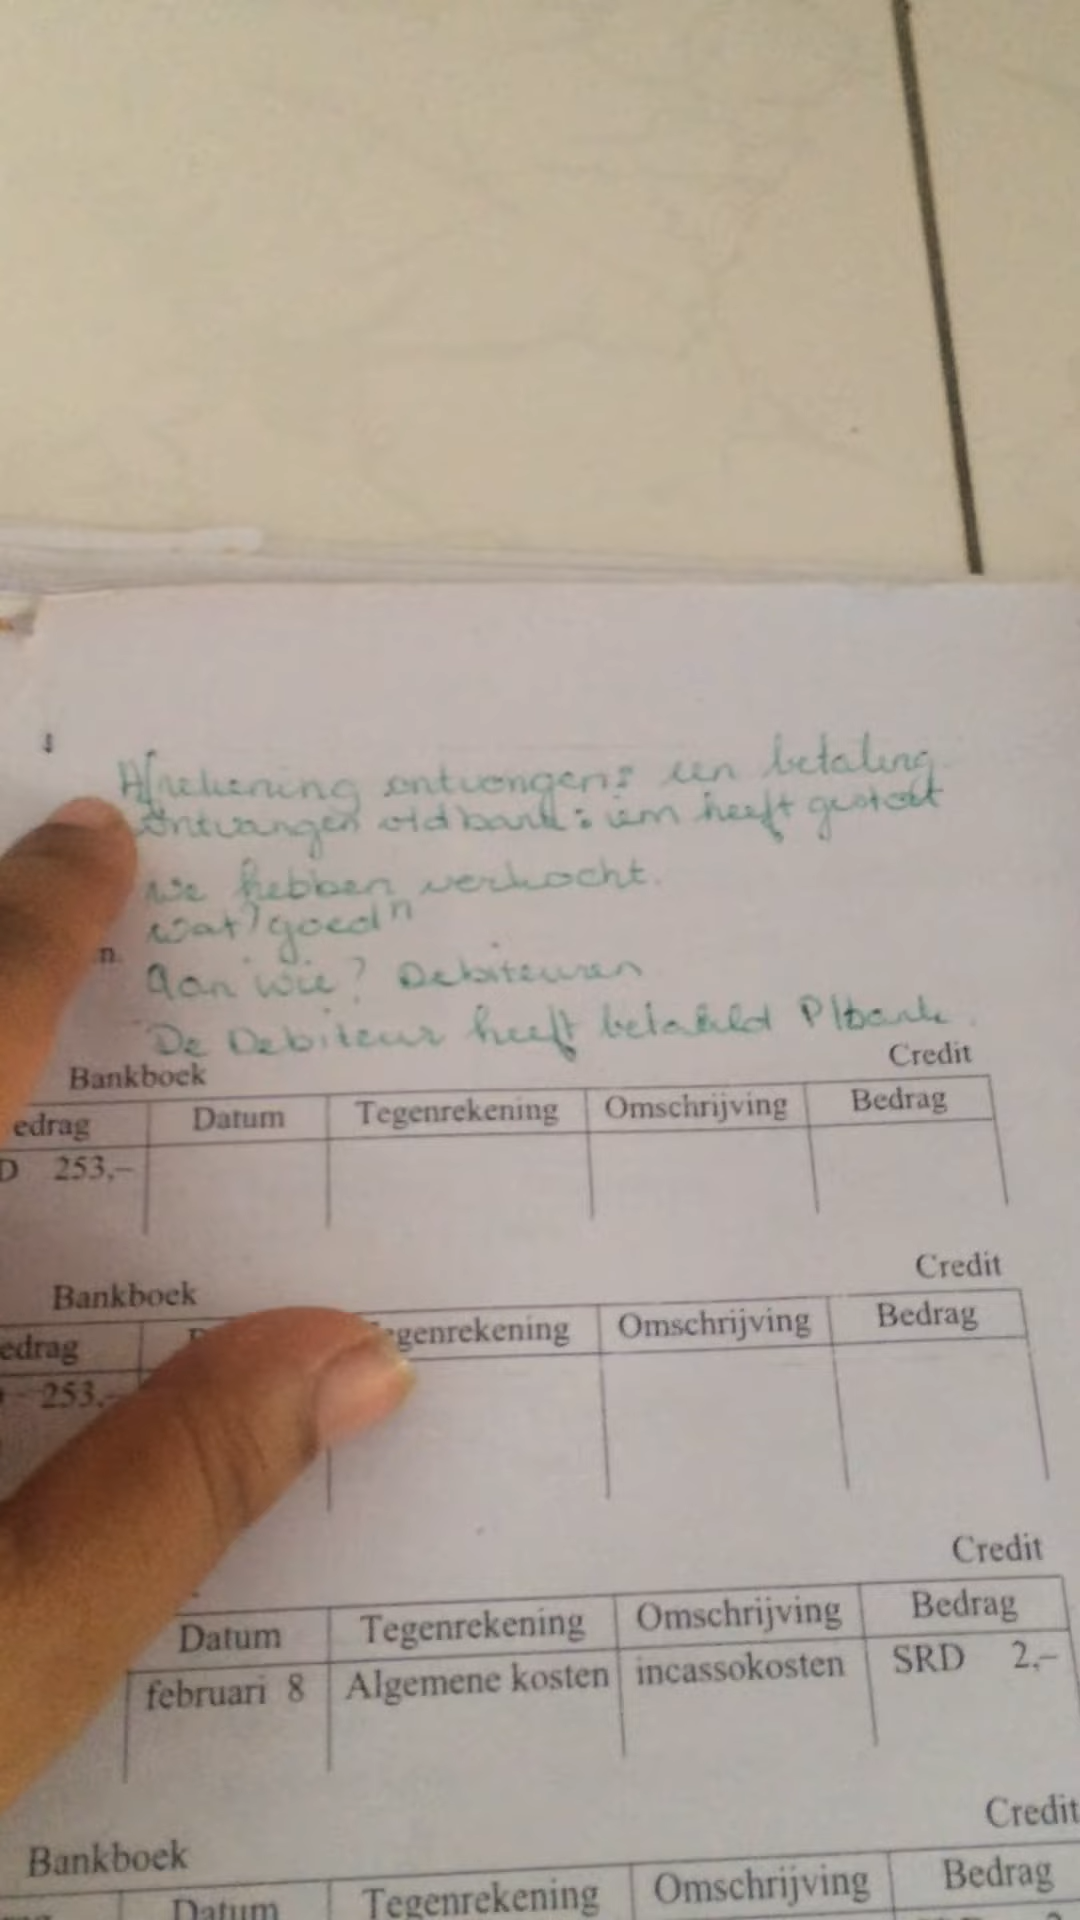 Afrekening ontvangen: een betaling
ontvangen old bank: iem heeft gestort
we hebben verkocht.
wat? goedn
n.
Aan wie? Debiteuren
De Debiteur heeft betaald P/bank.
Bankboek Credit
edrag Datum Tegenrekening Omschrijving Bedrag
D 253,–
Bankboek Credit
edrag egenrekening Omschrijving Bedrag
253,–
Credit
Datum Tegenrekening Omschrijving Bedrag
februari 8 Algemene kosten incassokosten SRD 2,–
Bankboek Credit
Datum Tegenrekening Omschrijving Bedrag